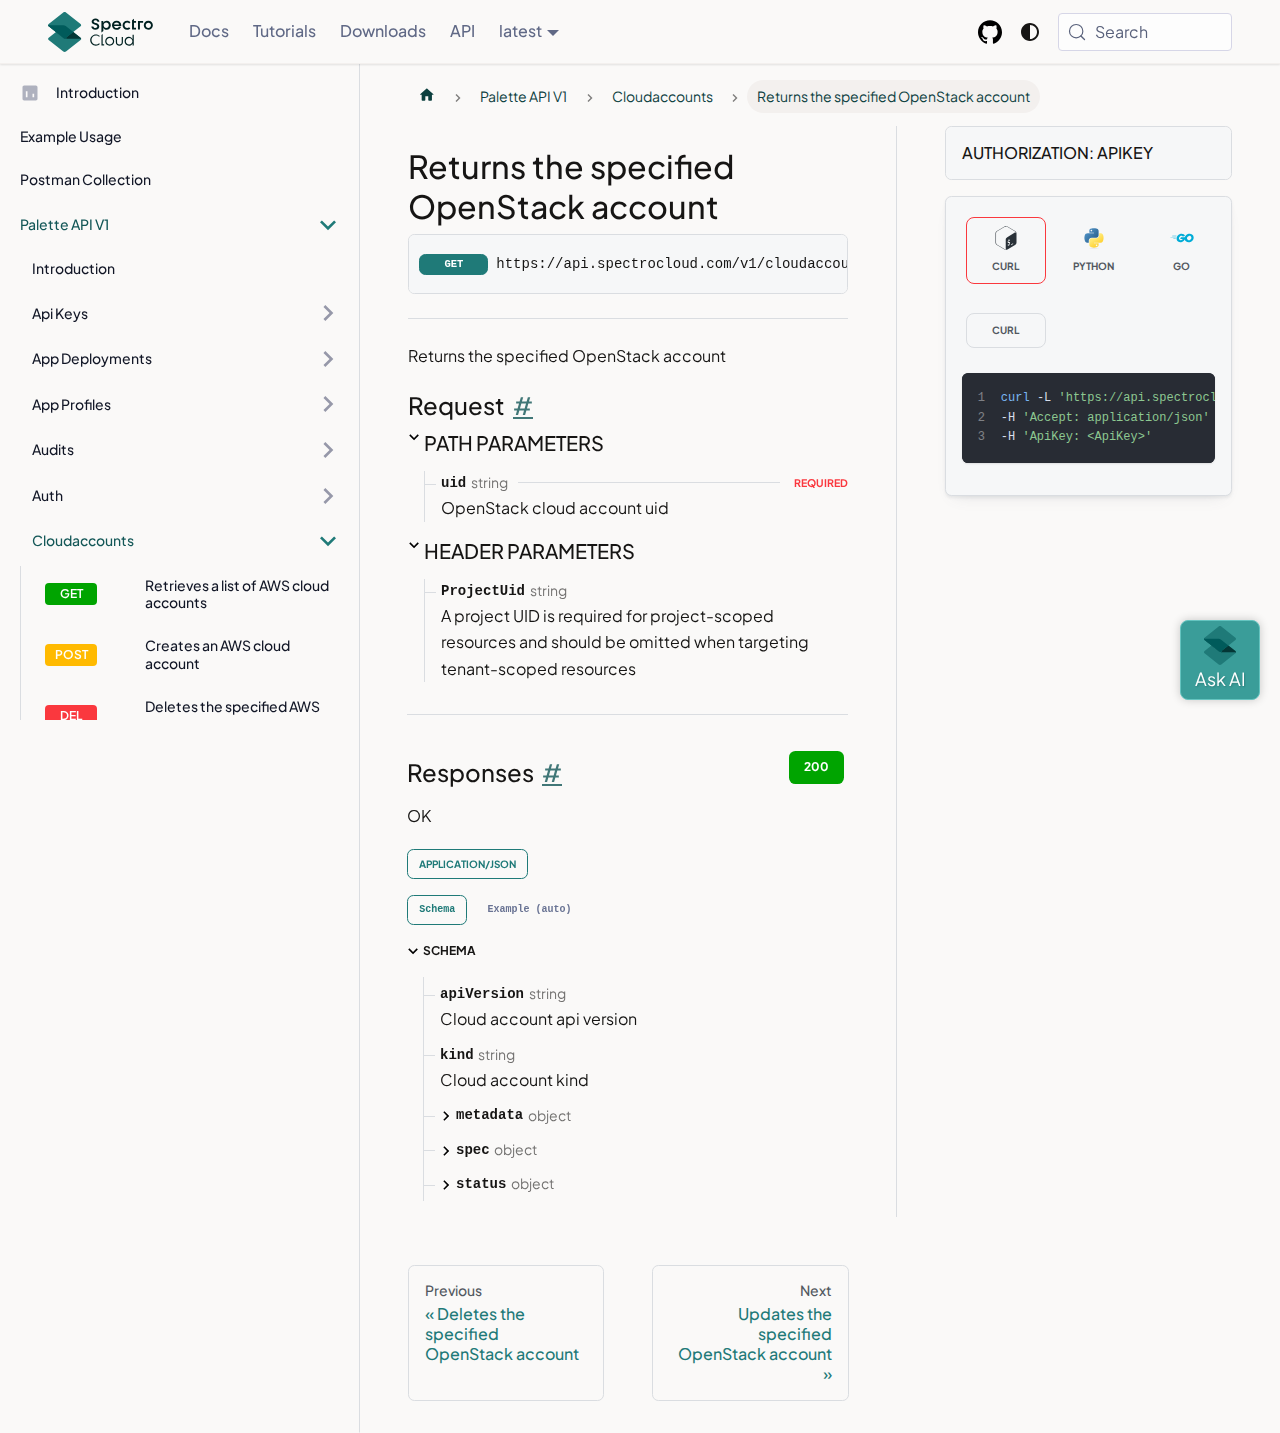 Spectro Cloud
Docs
Tutorials
Downloads
API
latest
Search
Introduction
Example Usage
Postman Collection
Palette API V1
Introduction
Api Keys
App Deployments
App Profiles
Audits
Auth
Cloudaccounts
GET Retrieves a list of AWS cloud
accounts
POST Creates an AWS cloud
account
DEL Deletes the specified AWS
Palette API V1
Cloudaccounts
Returns the specified OpenStack account
Returns the specified
OpenStack account
GET https://api.spectrocloud.com/v1/cloudaccou
Returns the specified OpenStack account
Request #
PATH PARAMETERS
uid string REQUIRED
OpenStack cloud account uid
HEADER PARAMETERS
ProjectUid string
A project UID is required for project-scoped
resources and should be omitted when targeting
tenant-scoped resources
Responses # 200
OK
APPLICATION/JSON
Schema Example (auto)
SCHEMA
apiVersion string
Cloud account api version
kind string
Cloud account kind
metadata object
spec object
status object
Previous
« Deletes the
specified
OpenStack account
Next
Updates the
specified
OpenStack account
»
AUTHORIZATION: APIKEY
CURL
PYTHON
GO
CURL
1 curl -L 'https://api.spectrocl
2 -H 'Accept: application/json'
3 -H 'ApiKey: <ApiKey>'
Ask AI